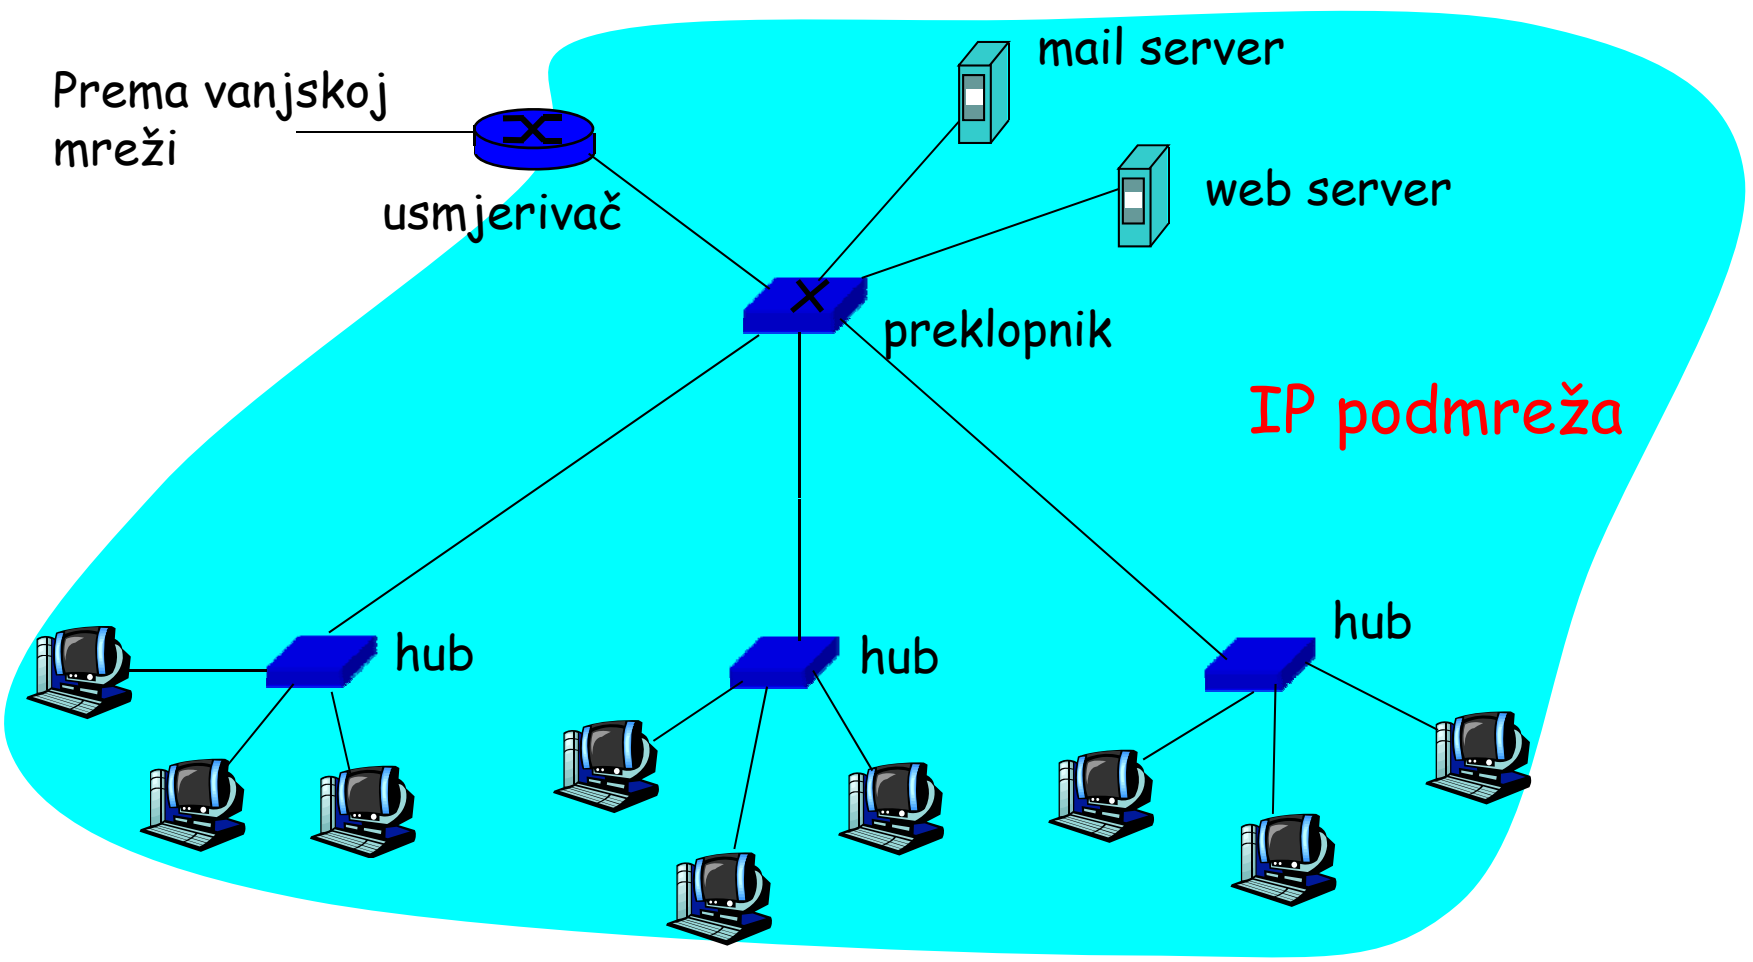 mail server
Prema vanjskoj
mreži
web server
usmjerivač
preklopnik
IP podmreža
hub
hub
hub